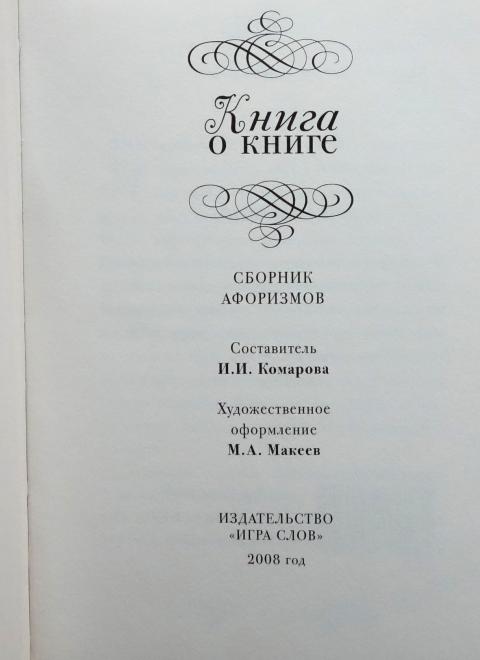 Книга
о книге
СБОРНИК
АФОРИЗМОВ
Составитель
И.И. Комарова
Художественное
оформление
М.А. Макеев
ИЗДАТЕЛЬСТВО
«ИГРА СЛОВ»
2008 год